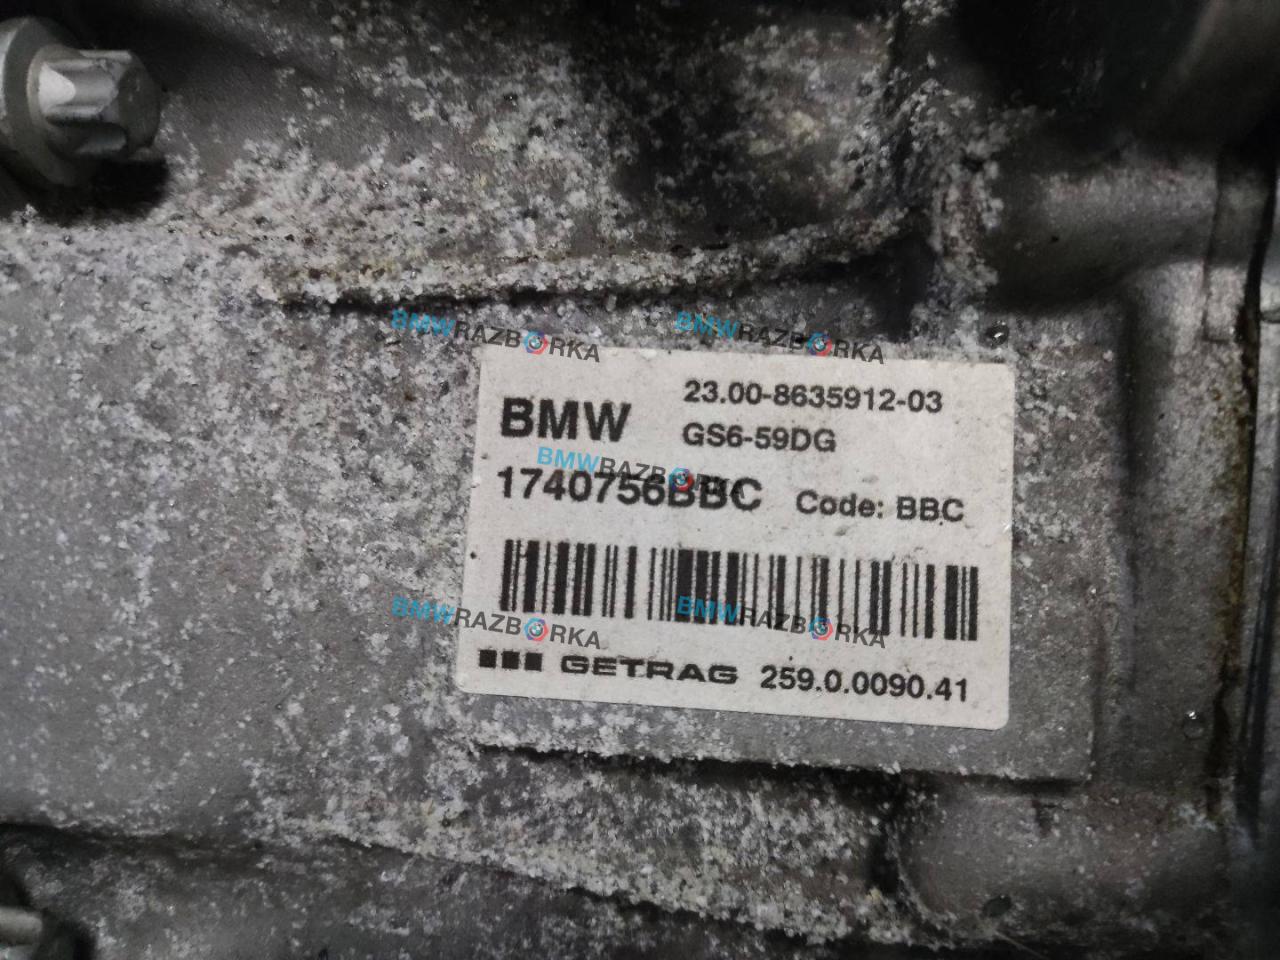 BMWRAZBORKA BMWRAZBORKA
23.00-8635912-03
BMW GS6-59DG
BMWRAZBORKA
1740756BBC Code: BBC
BMWRAZBORKA BMWRAZBORKA
GETRAG 259.0.0090.41